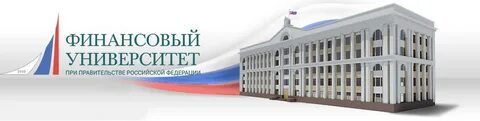 ФИНАНСОВЫЙ
УНИВЕРСИТЕТ
ПРИ ПРАВИТЕЛЬСТВЕ РОССИЙСКОЙ ФЕДЕРАЦИИ